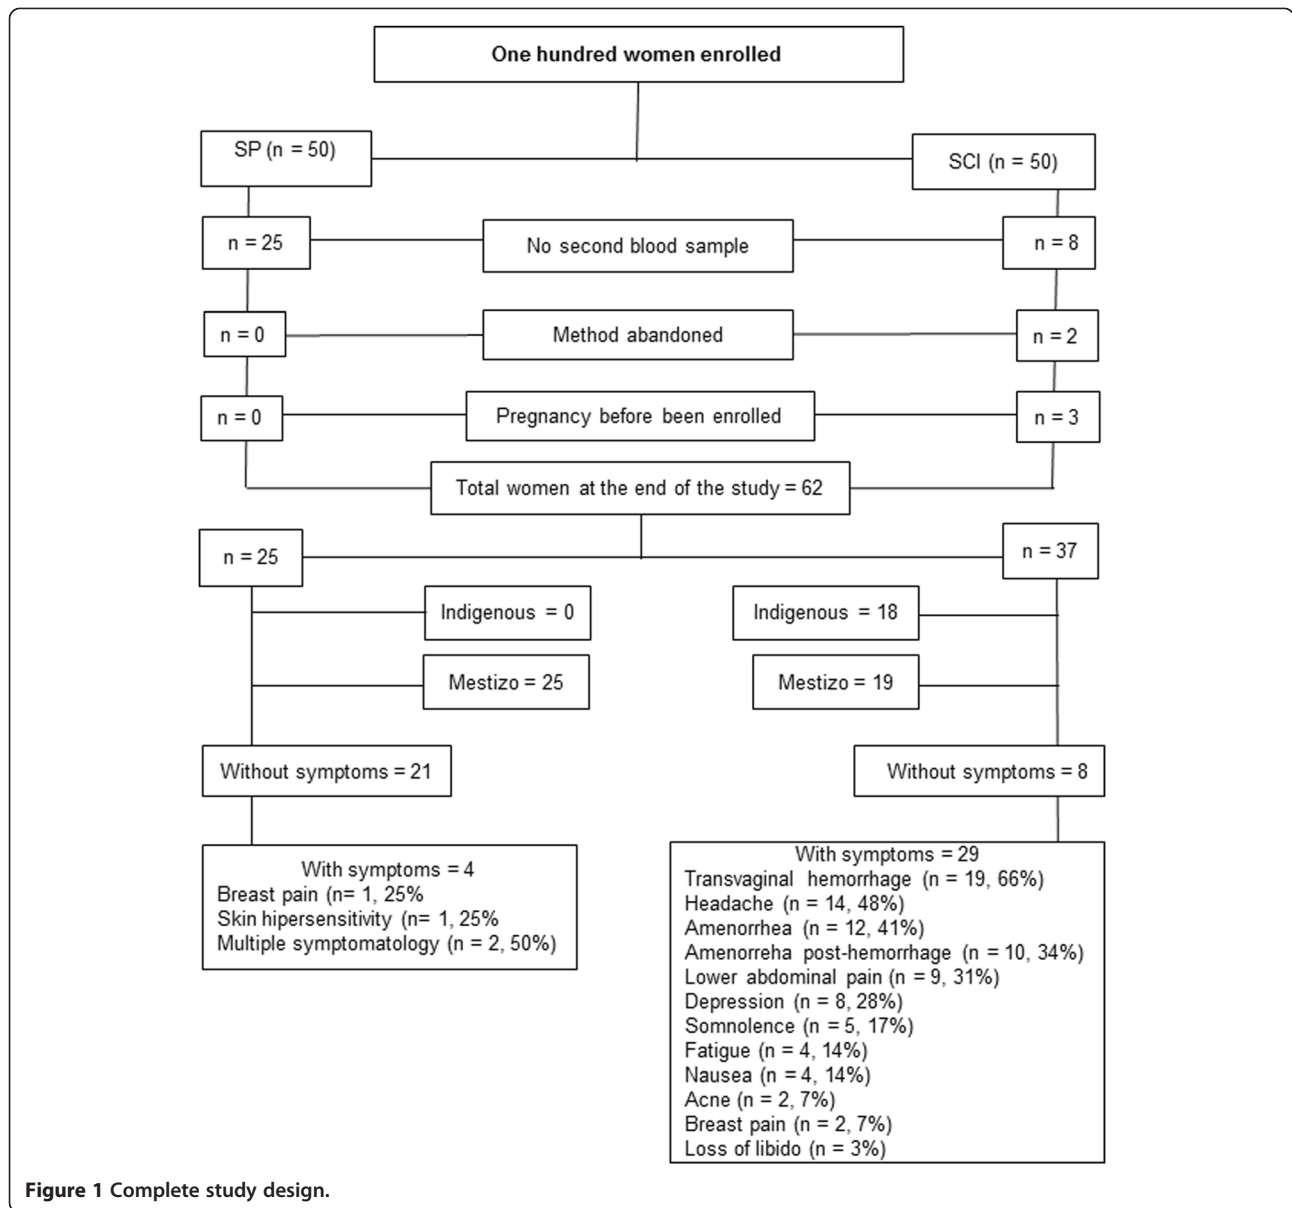 One hundred women enrolled
SP (n = 50)
SCI (n = 50)
n = 25
No second blood sample
n = 8
n = 0
Method abandoned
n = 2
n = 0
Pregnancy before been enrolled
n = 3
Total women at the end of the study = 62
n = 25
n = 37
Indigenous = 0
Indigenous = 18
Mestizo = 25
Mestizo = 19
Without symptoms = 21
Without symptoms = 8
With symptoms = 4
Breast pain (n= 1, 25%
Skin hipersensitivity (n= 1, 25%
Multiple symptomatology (n = 2, 50%)
With symptoms = 29
Transvaginal hemorrhage (n = 19, 66%)
Headache (n = 14, 48%)
Amenorrhea (n = 12, 41%)
Amenorreha post-hemorrhage (n = 10, 34%)
Lower abdominal pain (n = 9, 31%)
Depression (n = 8, 28%)
Somnolence (n = 5, 17%)
Fatigue (n = 4, 14%)
Nausea (n = 4, 14%)
Acne (n = 2, 7%)
Breast pain (n = 2, 7%)
Loss of libido (n = 3%)
Figure 1 Complete study design.